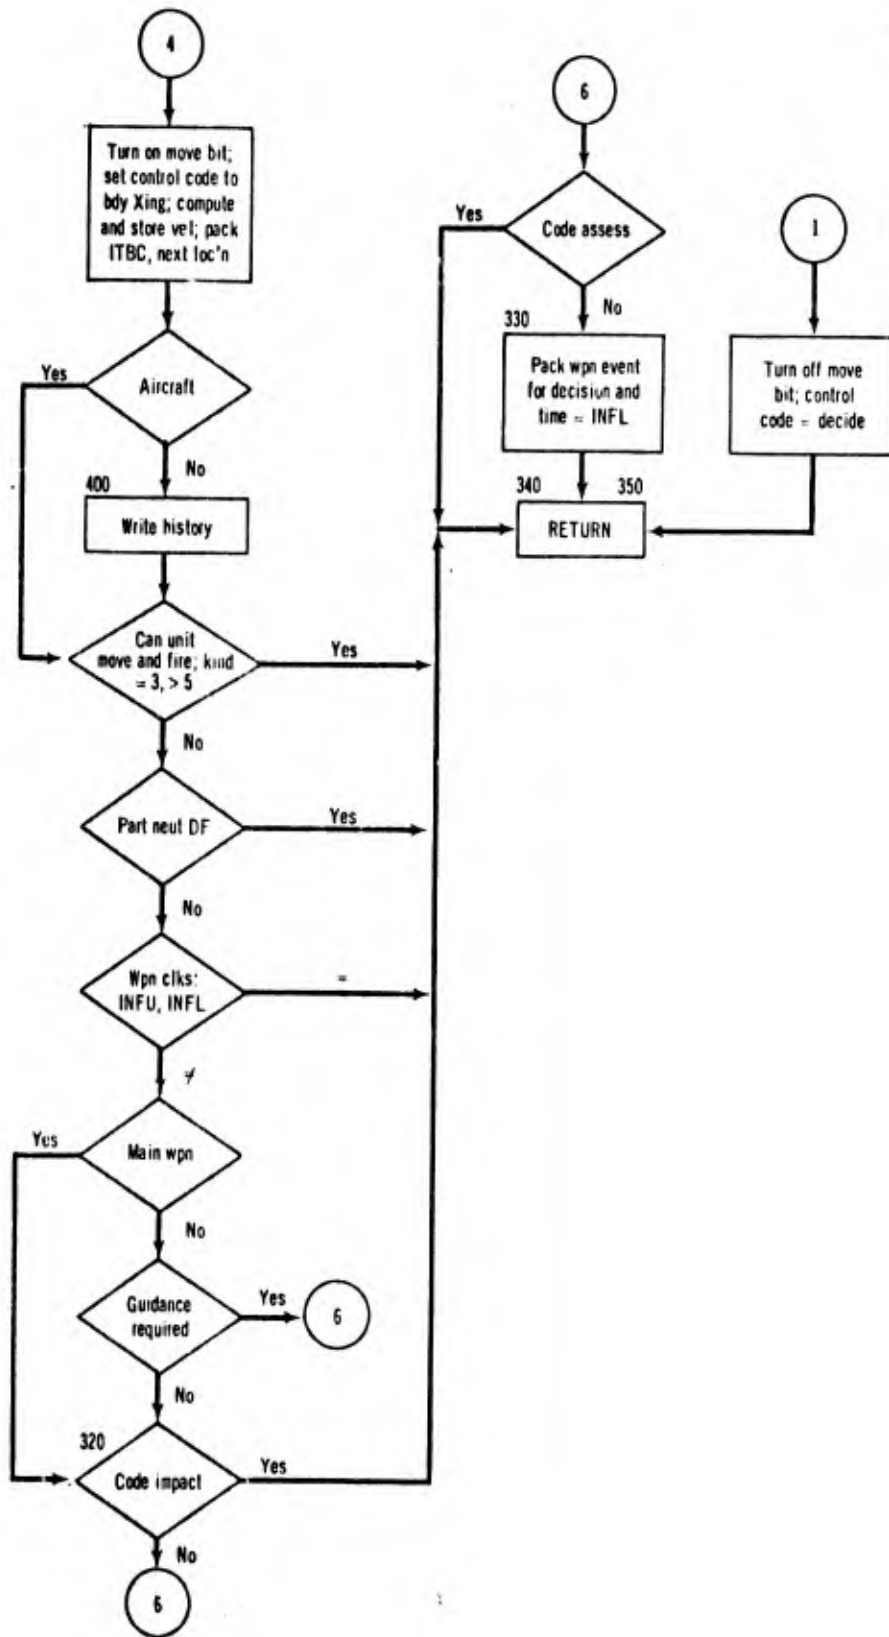 4
Turn on move bit;
set control code to
bdy Xing; compute
and store vel; pack
ITBC, next loc'n
Yes
Aircraft
No
400
Write history
Can unit
move and fire; kind
= 3, > 5
Yes
No
Part neut DF
Yes
No
Wpn clks:
INFU, INFL
=
≠
Yes
Main wpn
No
Guidance
required
Yes
6
No
320
Code impact
Yes
No
6
6
Yes
Code assess
No
330
Pack wpn event
for decision and
time = INFL
340
350
RETURN
1
Turn off move
bit; control
code = decide